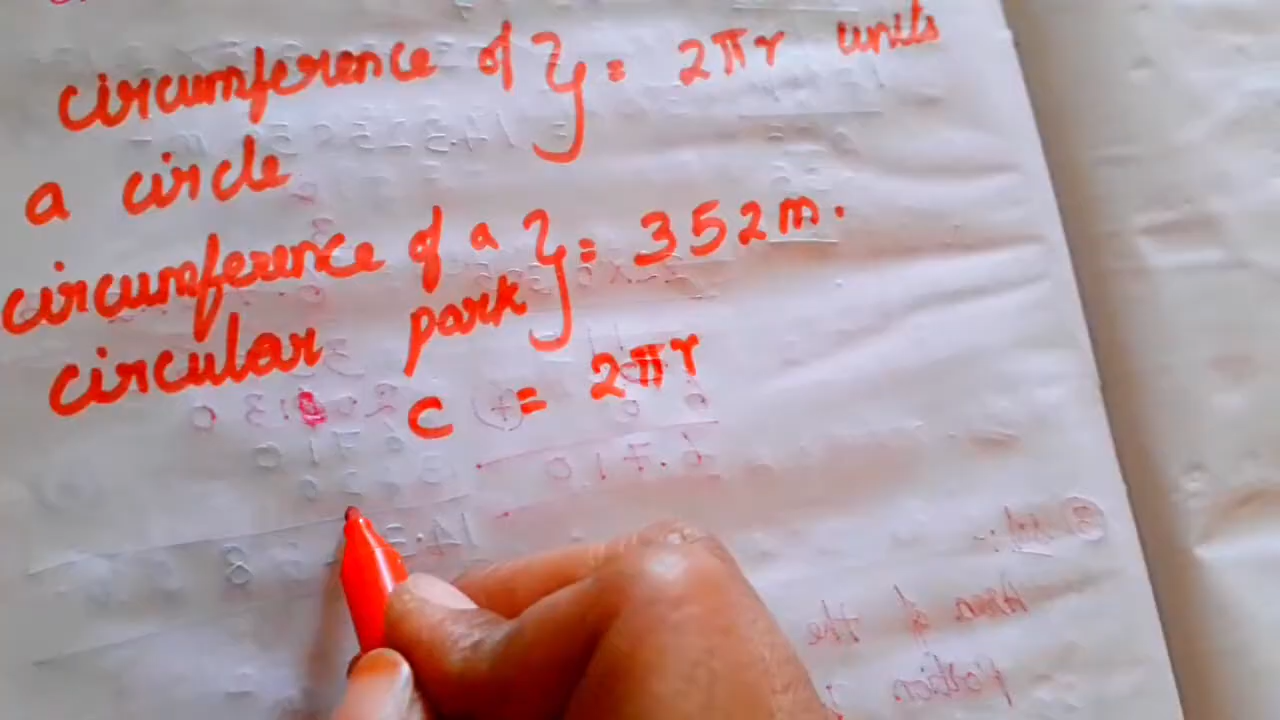 circumference of } = 2πr units
a circle
circumference of a } = 352m.
circular park
c = 2πr